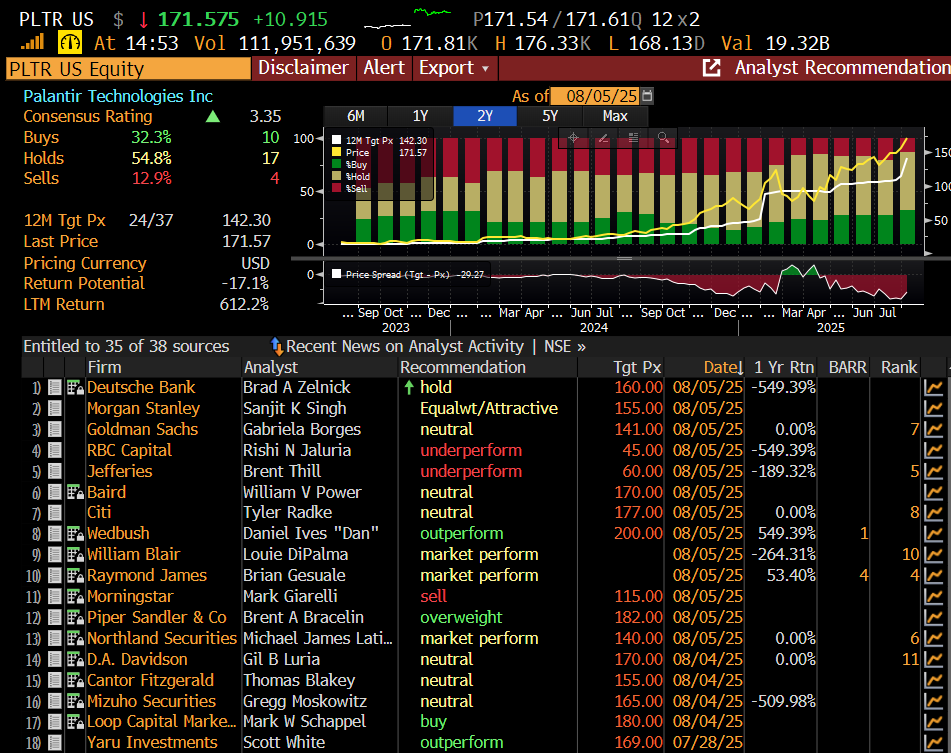 PLTR US $ ↓ 171.575 +10.915 P171.54 / 171.61Q 12 x 2
At 14:53 Vol 111,951,639 O 171.81K H 176.33K L 168.13D Val 19.32B
PLTR US Equity Disclaimer Alert Export Analyst Recommendation
Palantir Technologies Inc As of 08/05/25
Consensus Rating ▲ 3.35 6M 1Y 2Y 5Y Max
Buys 32.3% 10
Holds 54.8% 17
Sells 12.9% 4
12M Tgt Px 24/37 142.30
Last Price 171.57
Pricing Currency USD
Return Potential -17.1%
LTM Return 612.2%
100 12M Tgt Px 142.30
Price 171.57 150
%Buy
%Hold 100
50 %Sell
50
0
0 Price Spread (Tgt - Px) -29.27
... Sep Oct ... Dec ... ... Mar Apr ... Jun Jul ... Sep Oct ... Dec ... ... Mar Apr ... Jun Jul
2023 2024 2025
Entitled to 35 of 38 sources Recent News on Analyst Activity | NSE »
Firm Analyst Recommendation Tgt Px Date↓ 1 Yr Rtn BARR Rank
1) Deutsche Bank Brad A Zelnick ↑ hold 160.00 08/05/25 -549.39%
2) Morgan Stanley Sanjit K Singh Equalwt/Attractive 155.00 08/05/25
3) Goldman Sachs Gabriela Borges neutral 141.00 08/05/25 0.00% 7
4) RBC Capital Rishi N Jaluria underperform 45.00 08/05/25 -549.39%
5) Jefferies Brent Thill underperform 60.00 08/05/25 -189.32% 5
6) Baird William V Power neutral 170.00 08/05/25
7) Citi Tyler Radke neutral 177.00 08/05/25 0.00% 8
8) Wedbush Daniel Ives "Dan" outperform 200.00 08/05/25 549.39% 1
9) William Blair Louie DiPalma market perform 08/05/25 -264.31% 10
10) Raymond James Brian Gesuale market perform 08/05/25 53.40% 4 4
11) Morningstar Mark Giarelli sell 115.00 08/05/25
12) Piper Sandler & Co Brent A Bracelin overweight 182.00 08/05/25
13) Northland Securities Michael James Lati... market perform 140.00 08/05/25 0.00% 6
14) D.A. Davidson Gil B Luria neutral 170.00 08/04/25 0.00% 11
15) Cantor Fitzgerald Thomas Blakey neutral 155.00 08/04/25
16) Mizuho Securities Gregg Moskowitz neutral 165.00 08/04/25 -509.98%
17) Loop Capital Marke... Mark W Schappel buy 180.00 08/04/25
18) Yaru Investments Scott White outperform 169.00 07/28/25